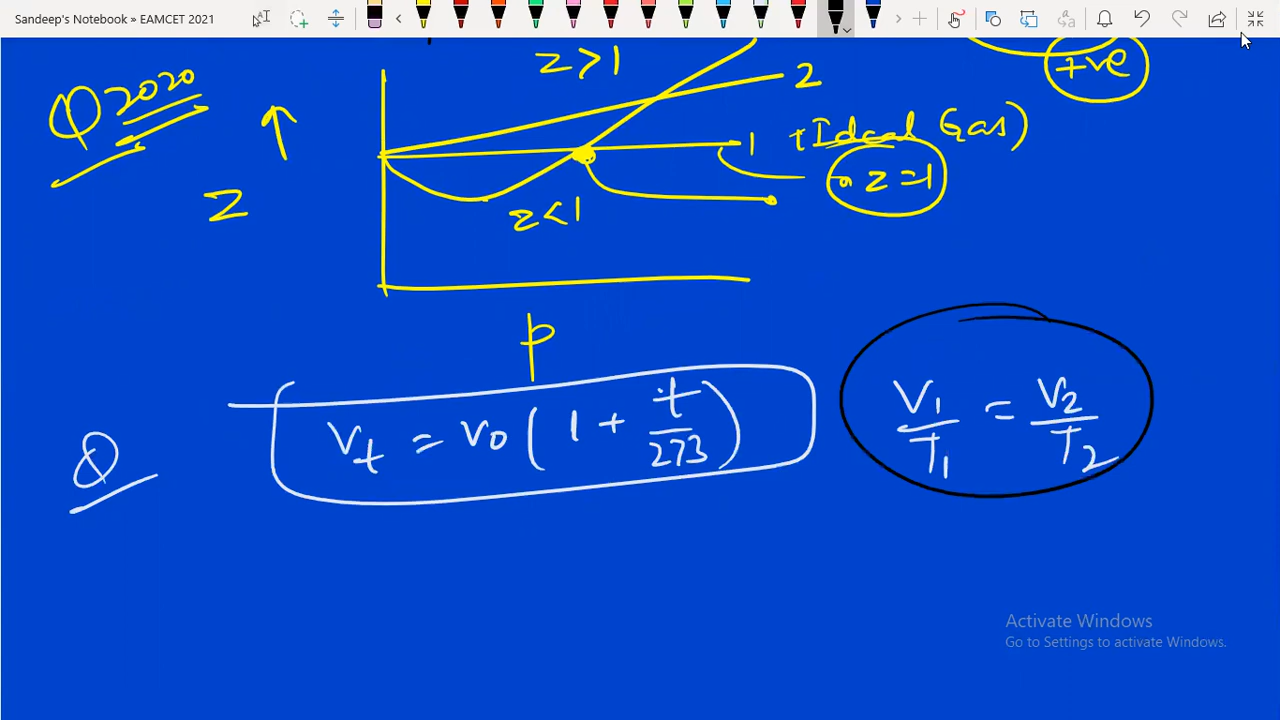 Sandeep's Notebook » EAMCET 2021
Q 2020
z > 1
2
+ve
1 (Ideal Gas)
z = 1
Z
z < 1
P
Q
Vt = V0 (1 + t/273)
V1/T1 = V2/T2
Activate Windows
Go to Settings to activate Windows.